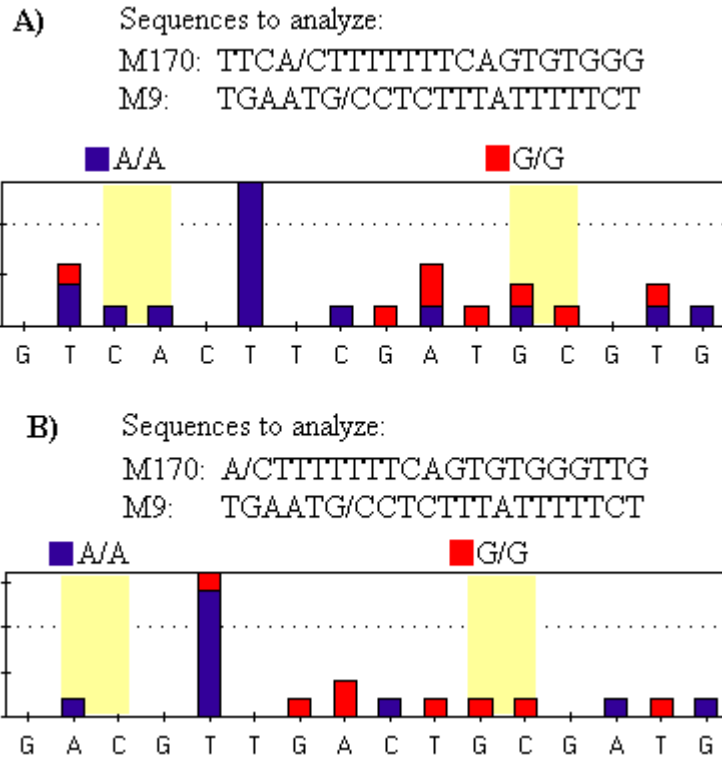 A) Sequences to analyze:
M170: TTCA/CTTTTTTTCAGTGTGGG
M9: TGAATG/CCTCTTTATTTTTCT
A/A G/G
G T C A C T T C G A T G C G T G
B) Sequences to analyze:
M170: A/CTTTTTTTCAGTGTGGGTTG
M9: TGAATG/CCTCTTTATTTTTCT
A/A G/G
G A C G T T G A C T G C G A T G